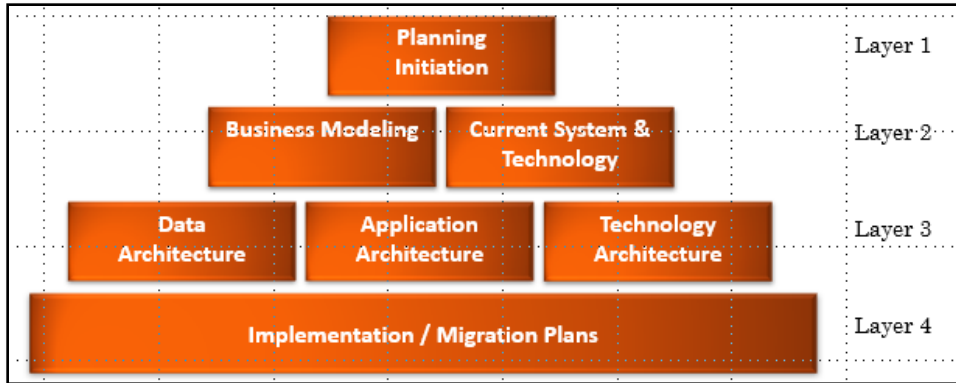 Planning
Initiation
Layer 1
Business Modeling
Current System &
Technology
Layer 2
Data
Architecture
Application
Architecture
Technology
Architecture
Layer 3
Implementation / Migration Plans
Layer 4